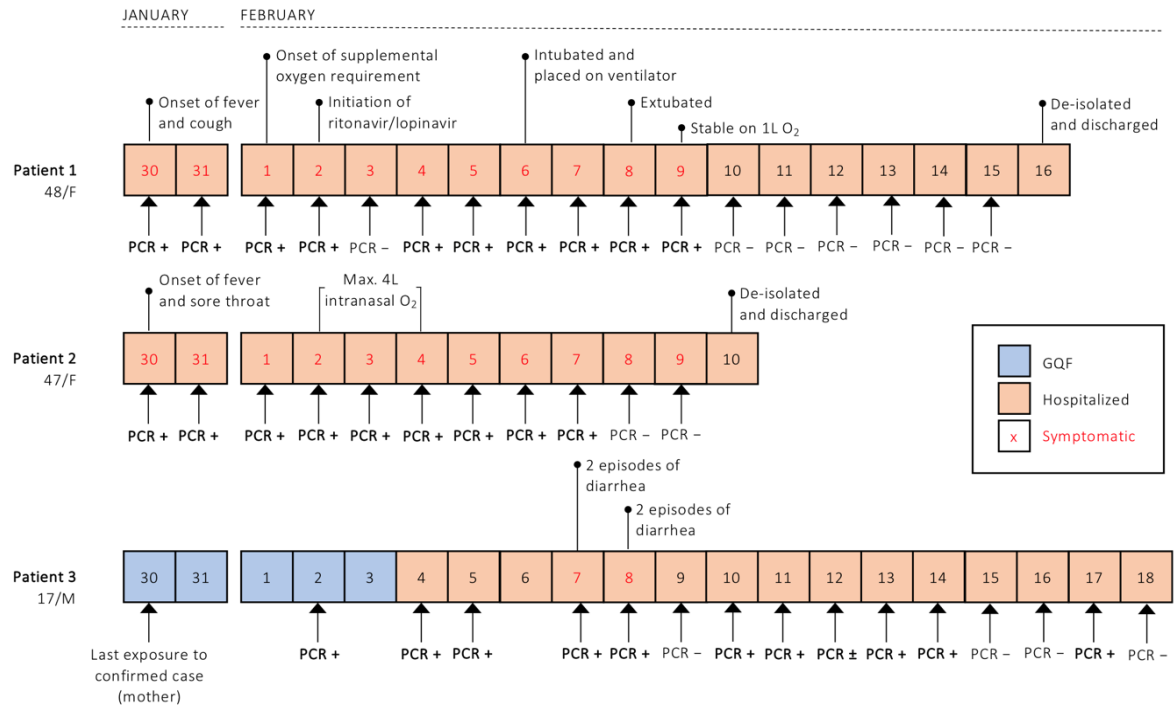 JANUARY FEBRUARY
Onset of supplemental
oxygen requirement
Intubated and
placed on ventilator
Onset of fever
and cough
Initiation of
ritonavir/lopinavir
Extubated
Stable on 1L O₂
De-isolated
and discharged
Patient 1
48/F
30 31 1 2 3 4 5 6 7 8 9 10 11 12 13 14 15 16
PCR + PCR + PCR + PCR + PCR – PCR + PCR + PCR + PCR + PCR + PCR + PCR – PCR – PCR – PCR – PCR – PCR –
Onset of fever
and sore throat
Max. 4L
intranasal O₂
De-isolated
and discharged
Patient 2
47/F
30 31 1 2 3 4 5 6 7 8 9 10
PCR + PCR + PCR + PCR + PCR + PCR + PCR + PCR + PCR + PCR – PCR –
GQF
Hospitalized
x Symptomatic
2 episodes of
diarrhea
2 episodes of
diarrhea
Patient 3
17/M
30 31 1 2 3 4 5 6 7 8 9 10 11 12 13 14 15 16 17 18
Last exposure to
confirmed case
(mother)
PCR + PCR + PCR + PCR + PCR + PCR – PCR + PCR + PCR ± PCR + PCR + PCR – PCR – PCR + PCR –